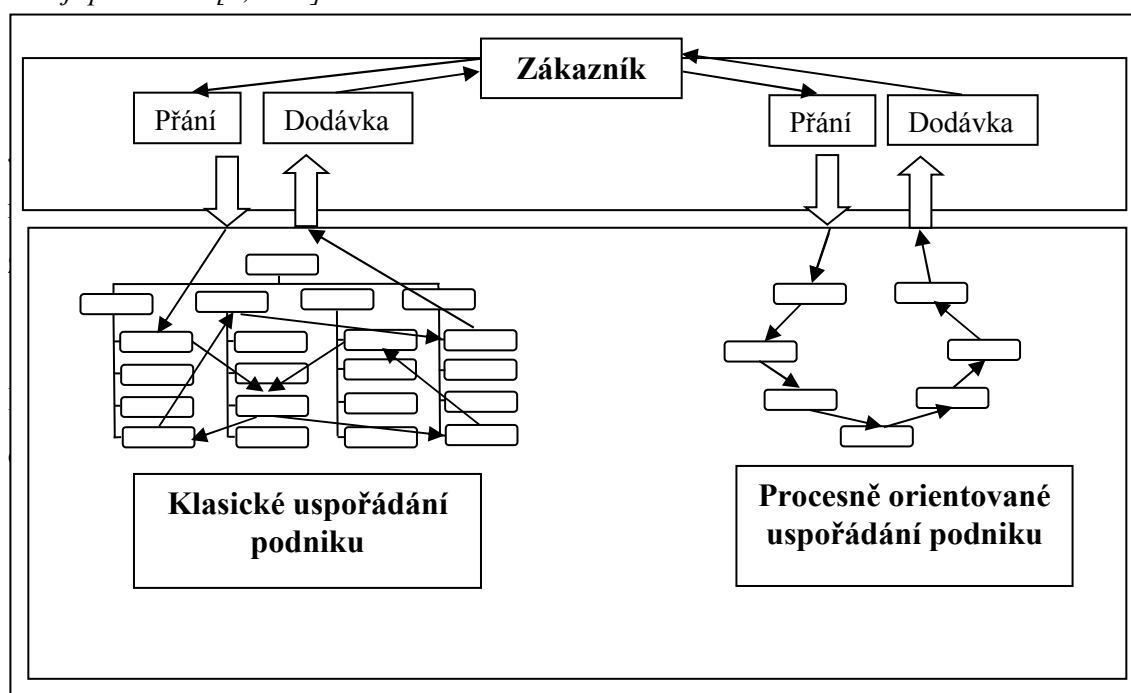 Zákazník
Přání
Dodávka
Přání
Dodávka
Klasické uspořádání
podniku
Procesně orientované
uspořádání podniku